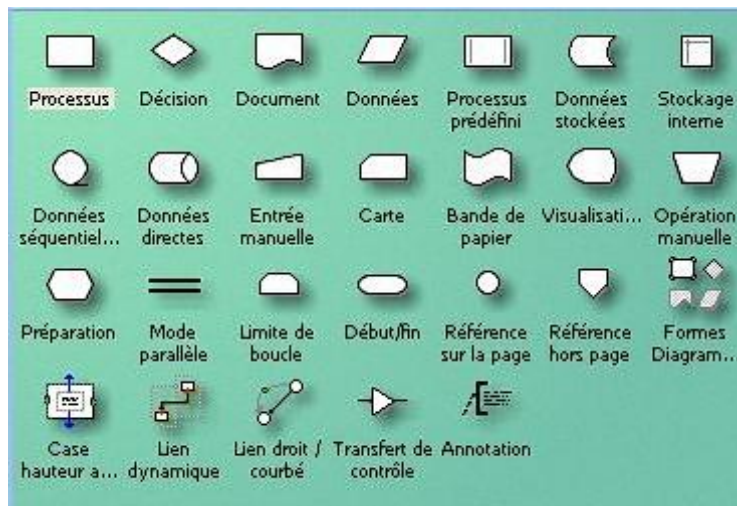 Processus
Décision
Document
Données
Processus
prédéfini
Données
stockées
Stockage
interne
Données
séquentiel...
Données
directes
Entrée
manuelle
Carte
Bande de
papier
Visualisati...
Opération
manuelle
Préparation
Mode
parallèle
Limite de
boucle
Début/fin
Référence
sur la page
Référence
hors page
Formes
Diagram...
Case
hauteur a...
Lien
dynamique
Lien droit /
courbé
Transfert de
contrôle
Annotation